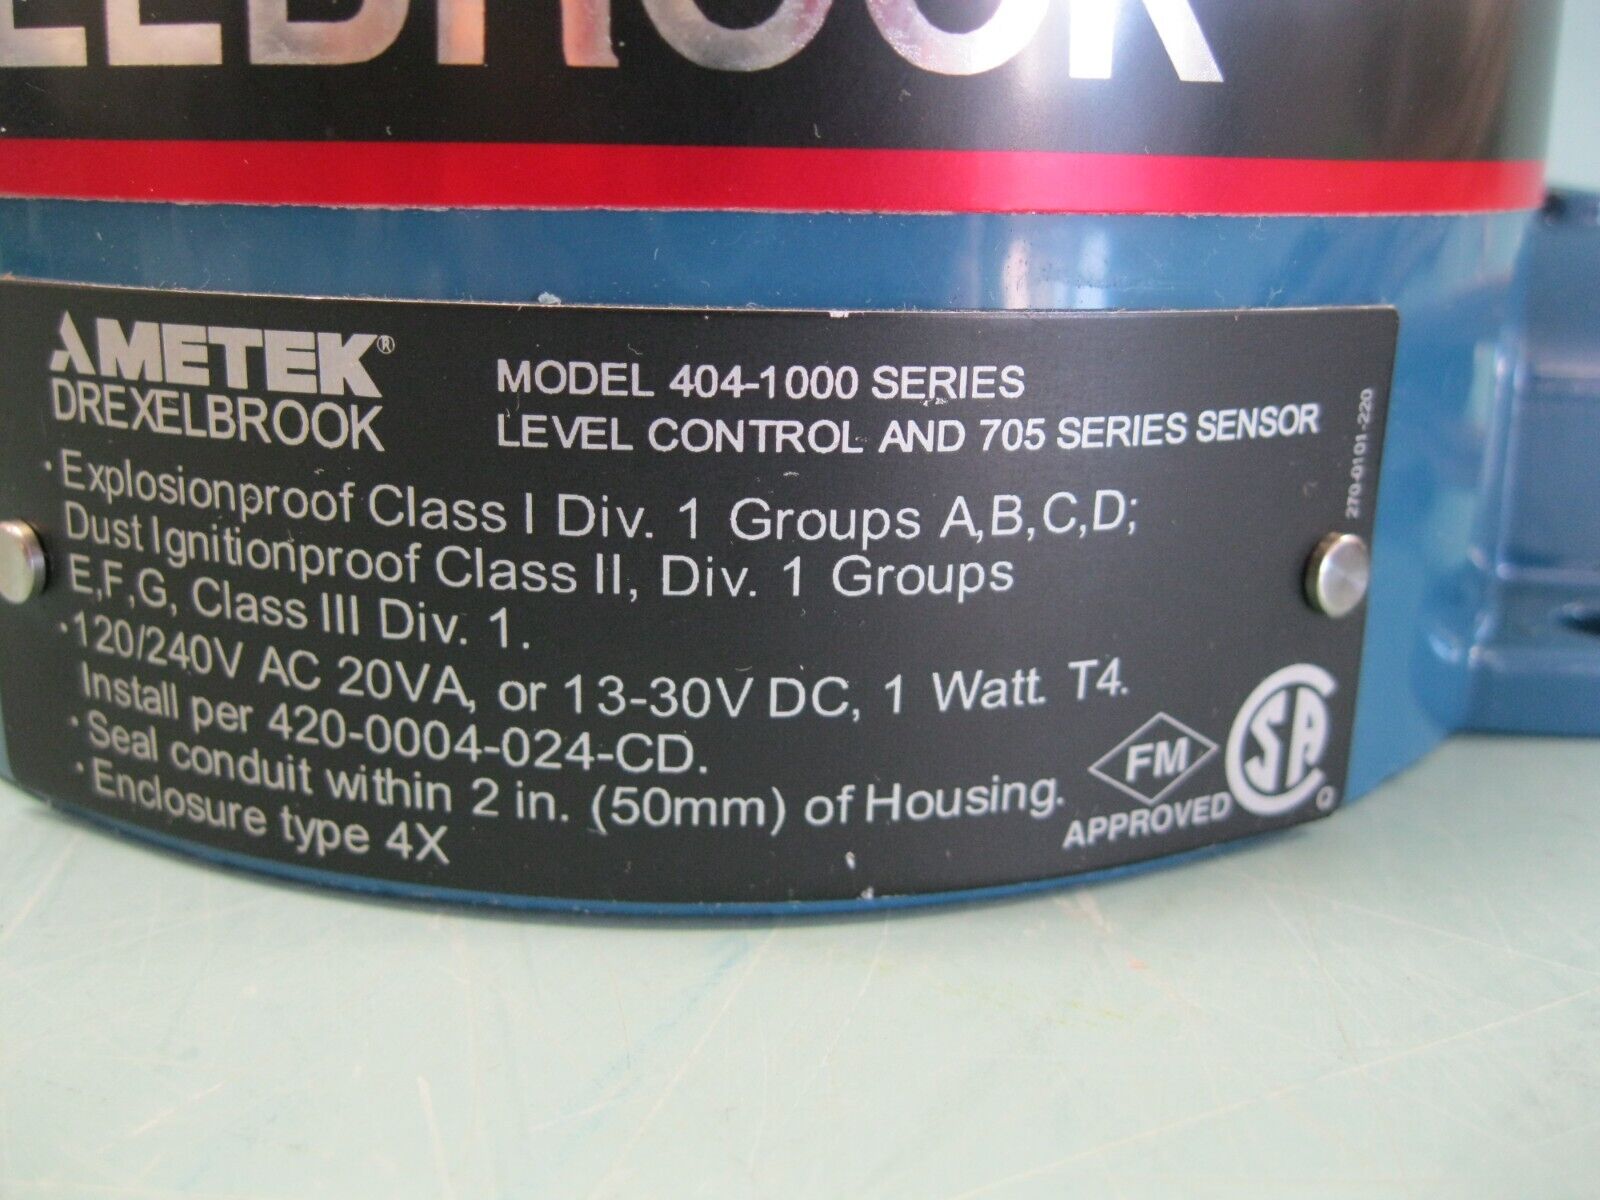 ELBROOK
AMETEK®
DREXELBROOK
MODEL 404-1000 SERIES
LEVEL CONTROL AND 705 SERIES SENSOR
270-0101-220
·Explosionproof Class I Div. 1 Groups A,B,C,D;
Dust Ignitionproof Class II, Div. 1 Groups
E,F,G, Class III Div. 1.
·120/240V AC 20VA, or 13-30V DC, 1 Watt. T4.
Install per 420-0004-024-CD.
·Seal conduit within 2 in. (50mm) of Housing.
·Enclosure type 4X
FM
APPROVED
CSA